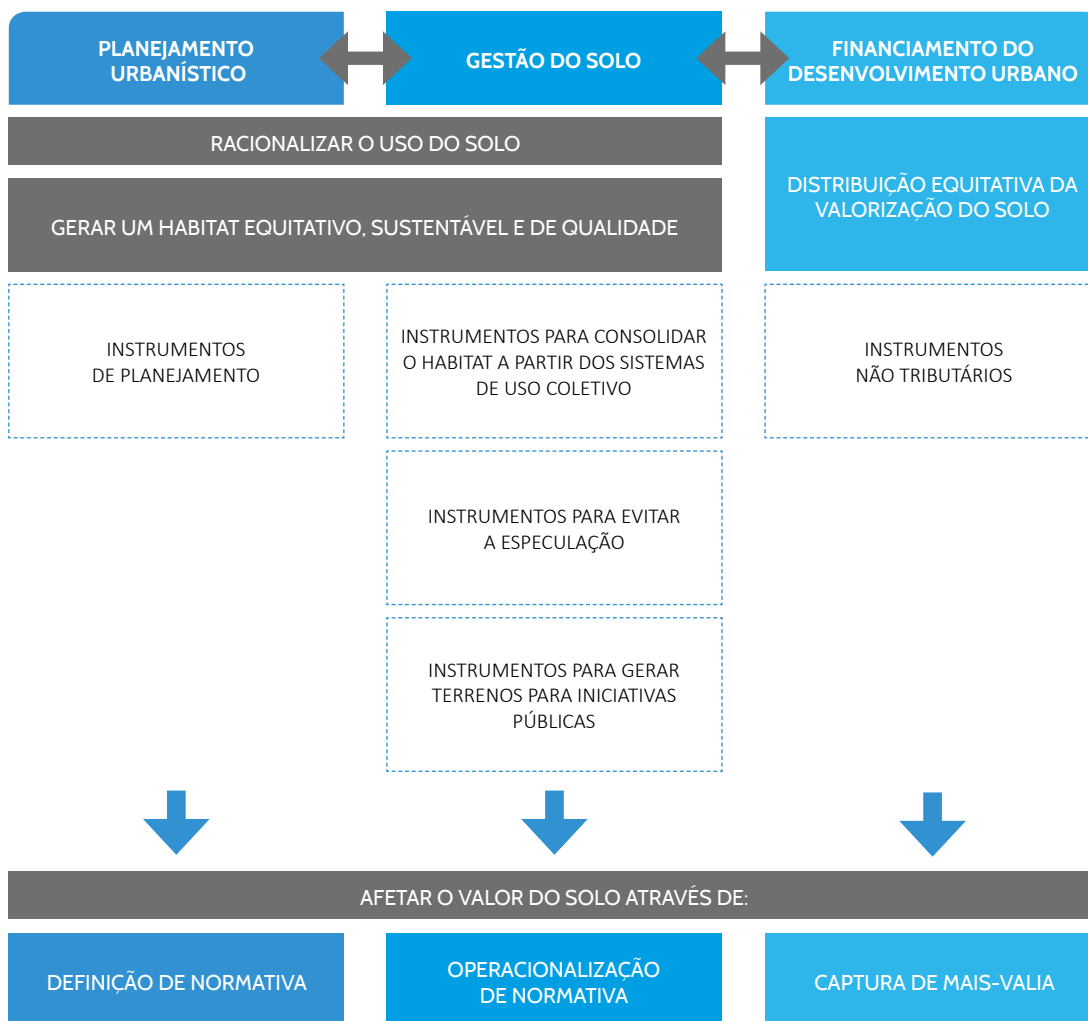 PLANEJAMENTO
URBANÍSTICO
GESTÃO DO SOLO
FINANCIAMENTO DO
DESENVOLVIMENTO URBANO
RACIONALIZAR O USO DO SOLO
GERAR UM HABITAT EQUITATIVO, SUSTENTÁVEL E DE QUALIDADE
DISTRIBUIÇÃO EQUITATIVA DA
VALORIZAÇÃO DO SOLO
INSTRUMENTOS
DE PLANEJAMENTO
INSTRUMENTOS PARA CONSOLIDAR
O HABITAT A PARTIR DOS SISTEMAS
DE USO COLETIVO
INSTRUMENTOS
NÃO TRIBUTÁRIOS
INSTRUMENTOS PARA EVITAR
A ESPECULAÇÃO
INSTRUMENTOS PARA GERAR
TERRENOS PARA INICIATIVAS
PÚBLICAS
AFETAR O VALOR DO SOLO ATRAVÉS DE:
DEFINIÇÃO DE NORMATIVA
OPERACIONALIZAÇÃO
DE NORMATIVA
CAPTURA DE MAIS-VALIA